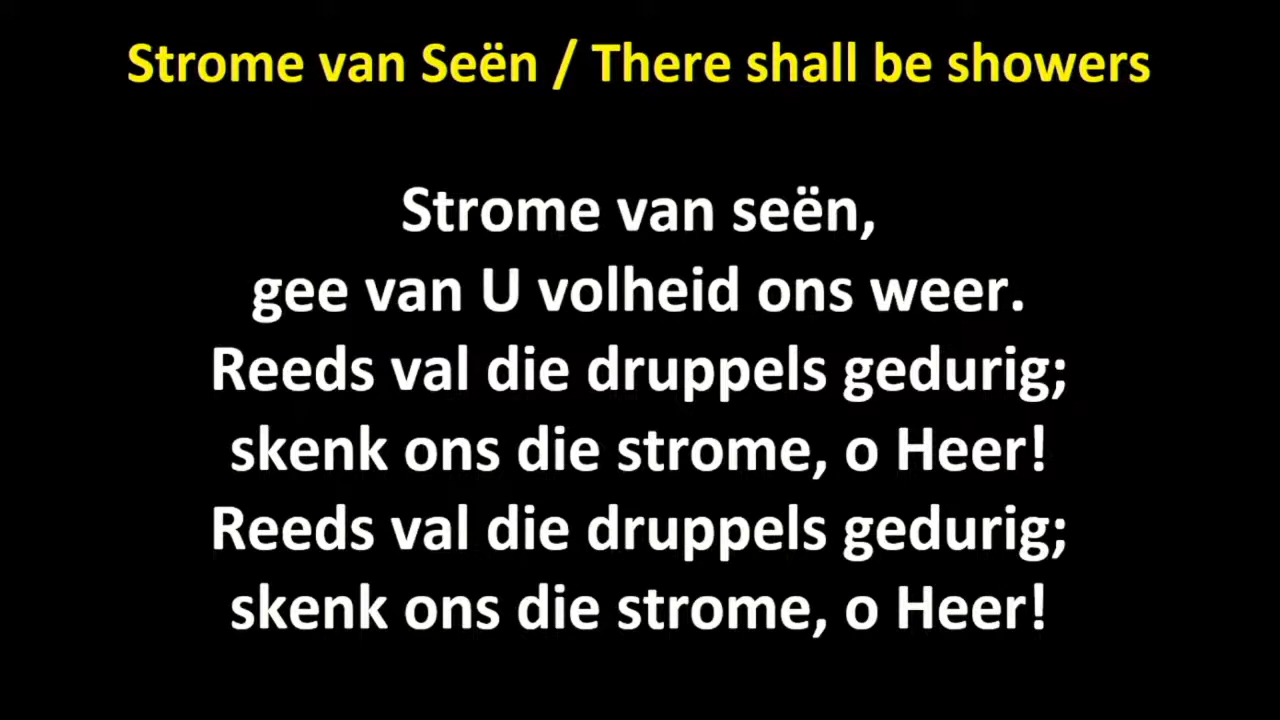 Strome van Seën / There shall be showers
Strome van seën,
gee van U volheid ons weer.
Reeds val die druppels gedurig;
skenk ons die strome, o Heer!
Reeds val die druppels gedurig;
skenk ons die strome, o Heer!